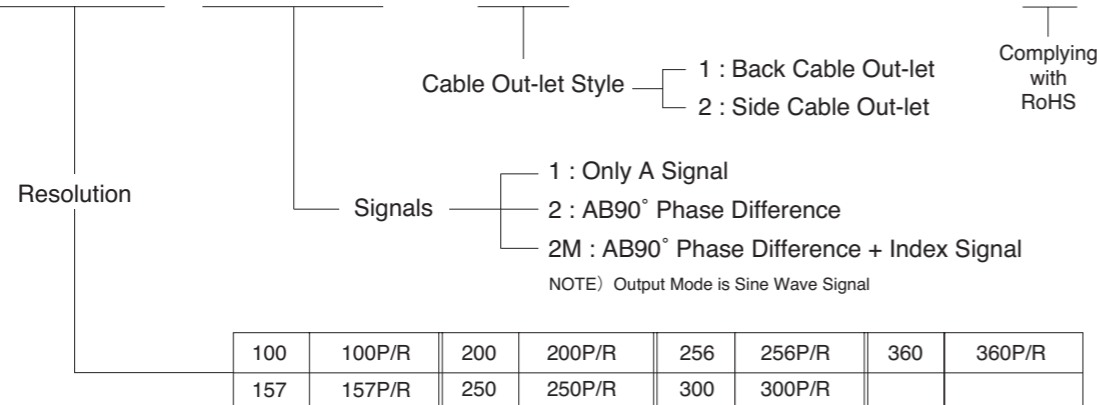 Complying
with
RoHS
Cable Out-let Style
1 : Back Cable Out-let
2 : Side Cable Out-let
Resolution
Signals
1 : Only A Signal
2 : AB90˚ Phase Difference
2M : AB90˚ Phase Difference + Index Signal
NOTE）Output Mode is Sine Wave Signal
100 100P/R 200 200P/R 256 256P/R 360 360P/R
157 157P/R 250 250P/R 300 300P/R